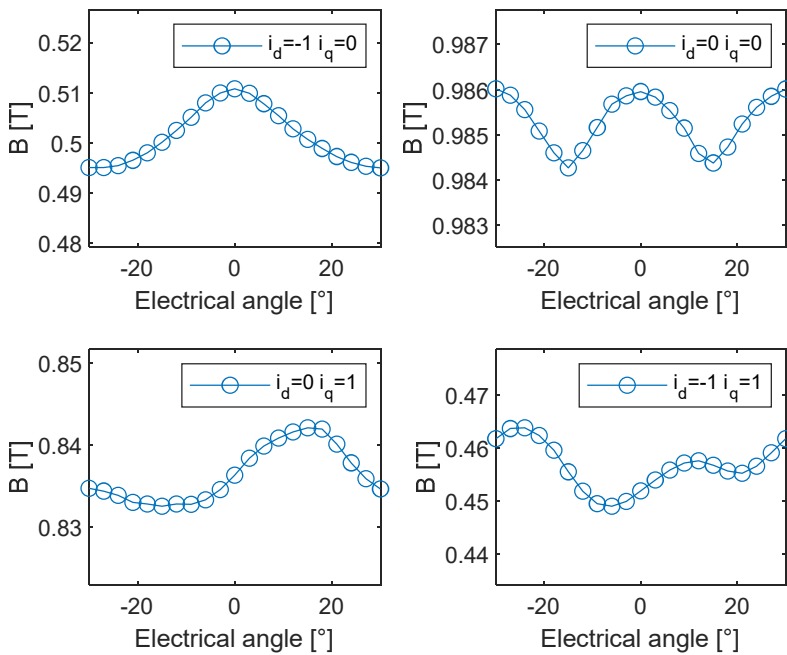 i_d=-1 i_q=0
0.52
0.51
0.5
0.49
0.48
B [T]
-20 0 20
Electrical angle [°]
i_d=0 i_q=0
0.987
0.986
0.985
0.984
0.983
B [T]
-20 0 20
Electrical angle [°]
i_d=0 i_q=1
0.85
0.84
0.83
B [T]
-20 0 20
Electrical angle [°]
i_d=-1 i_q=1
0.47
0.46
0.45
0.44
B [T]
-20 0 20
Electrical angle [°]